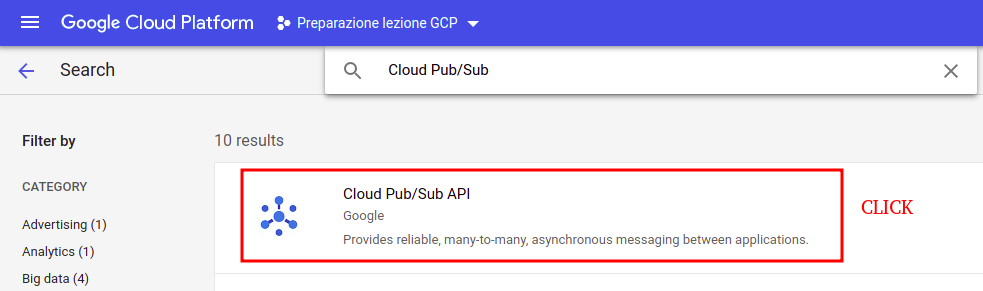 Google Cloud Platform
Preparazione lezione GCP
Search
Cloud Pub/Sub
Filter by
10 results
CATEGORY
Cloud Pub/Sub API
Google
Provides reliable, many-to-many, asynchronous messaging between applications.
CLICK
Advertising (1)
Analytics (1)
Big data (4)